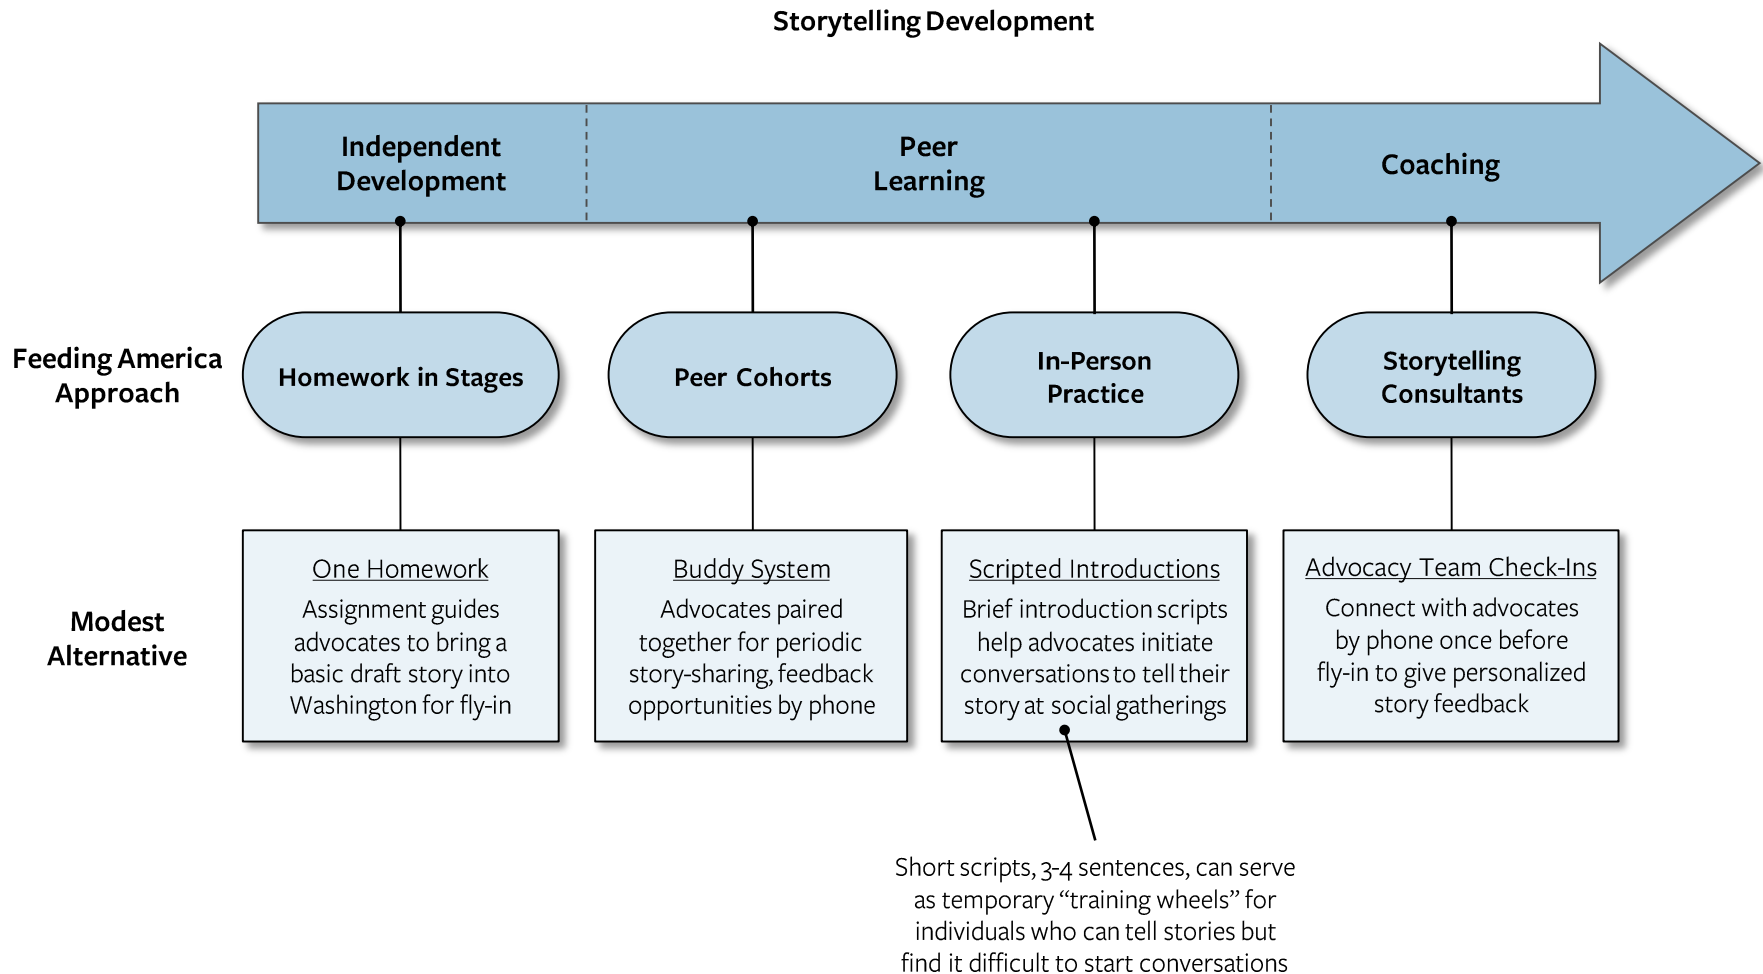 Storytelling Development
Independent
Development
Peer
Learning
Coaching
Feeding America
Approach
Homework in Stages
Peer Cohorts
In-Person
Practice
Storytelling
Consultants
Modest
Alternative
One Homework
Assignment guides
advocates to bring a
basic draft story into
Washington for fly-in
Buddy System
Advocates paired
together for periodic
story-sharing, feedback
opportunities by phone
Scripted Introductions
Brief introduction scripts
help advocates initiate
conversations to tell their
story at social gatherings
Advocacy Team Check-Ins
Connect with advocates
by phone once before
fly-in to give personalized
story feedback
Short scripts, 3-4 sentences, can serve
as temporary “training wheels” for
individuals who can tell stories but
find it difficult to start conversations